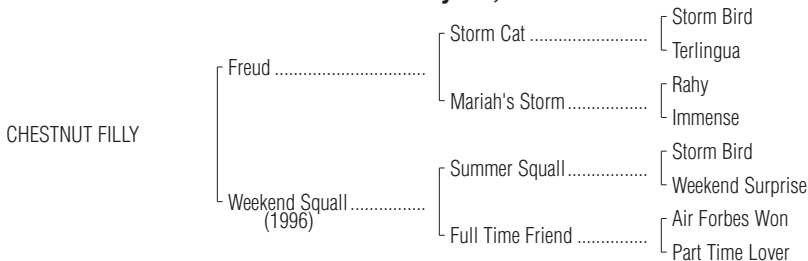 Storm Bird
Storm Cat ............................
Terlingua
Freud ....................................
Rahy
Mariah's Storm...................
Immense
CHESTNUT FILLY
Storm Bird
Summer Squall...................
Weekend Surprise
Weekend Squall..................
(1996)
Air Forbes Won
Full Time Friend .................
Part Time Lover